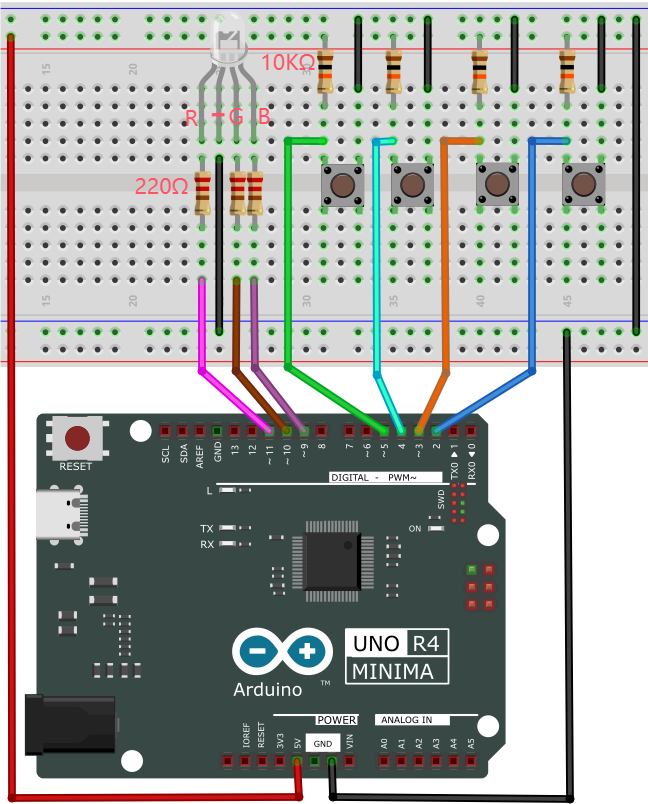 15 20 30 35 40 45
10KΩ
R - G B
220Ω
15 20 30 35 40 45
RESET
SCL SDA AREF GND 13 12 ~11 ~10 ~9 8 7 ~6 ~5 4 ~3 2 TX0 ▶ 1 RX0 ◀ 0
DIGITAL - PWM~
L
SWD
TX
RX
ON
UNO R4
MINIMA
Arduino ™
POWER ANALOG IN
IOREF RESET 3V3 5V GND VIN A0 A1 A2 A3 A4 A5